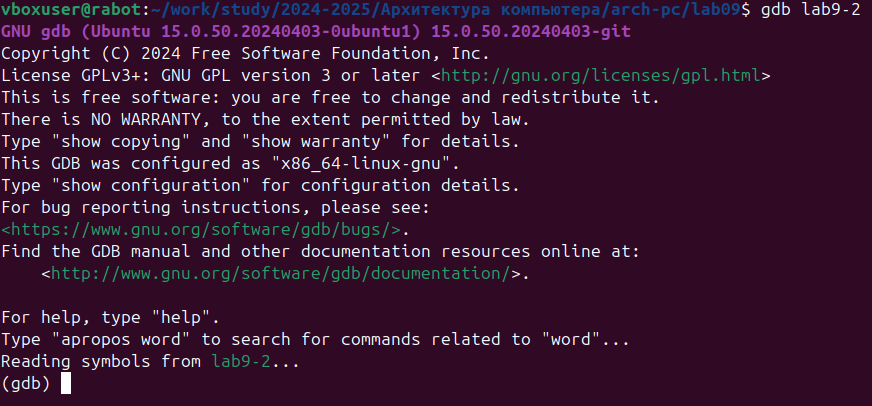 vboxuser@rabot:~/work/study/2024-2025/Архитектура компьютера/arch-pc/lab09$ gdb lab9-2
GNU gdb (Ubuntu 15.0.50.20240403-0ubuntu1) 15.0.50.20240403-git
Copyright (C) 2024 Free Software Foundation, Inc.
License GPLv3+: GNU GPL version 3 or later <http://gnu.org/licenses/gpl.html>
This is free software: you are free to change and redistribute it.
There is NO WARRANTY, to the extent permitted by law.
Type "show copying" and "show warranty" for details.
This GDB was configured as "x86_64-linux-gnu".
Type "show configuration" for configuration details.
For bug reporting instructions, please see:
<https://www.gnu.org/software/gdb/bugs/>.
Find the GDB manual and other documentation resources online at:
    <http://www.gnu.org/software/gdb/documentation/>.

For help, type "help".
Type "apropos word" to search for commands related to "word"...
Reading symbols from lab9-2...
(gdb)